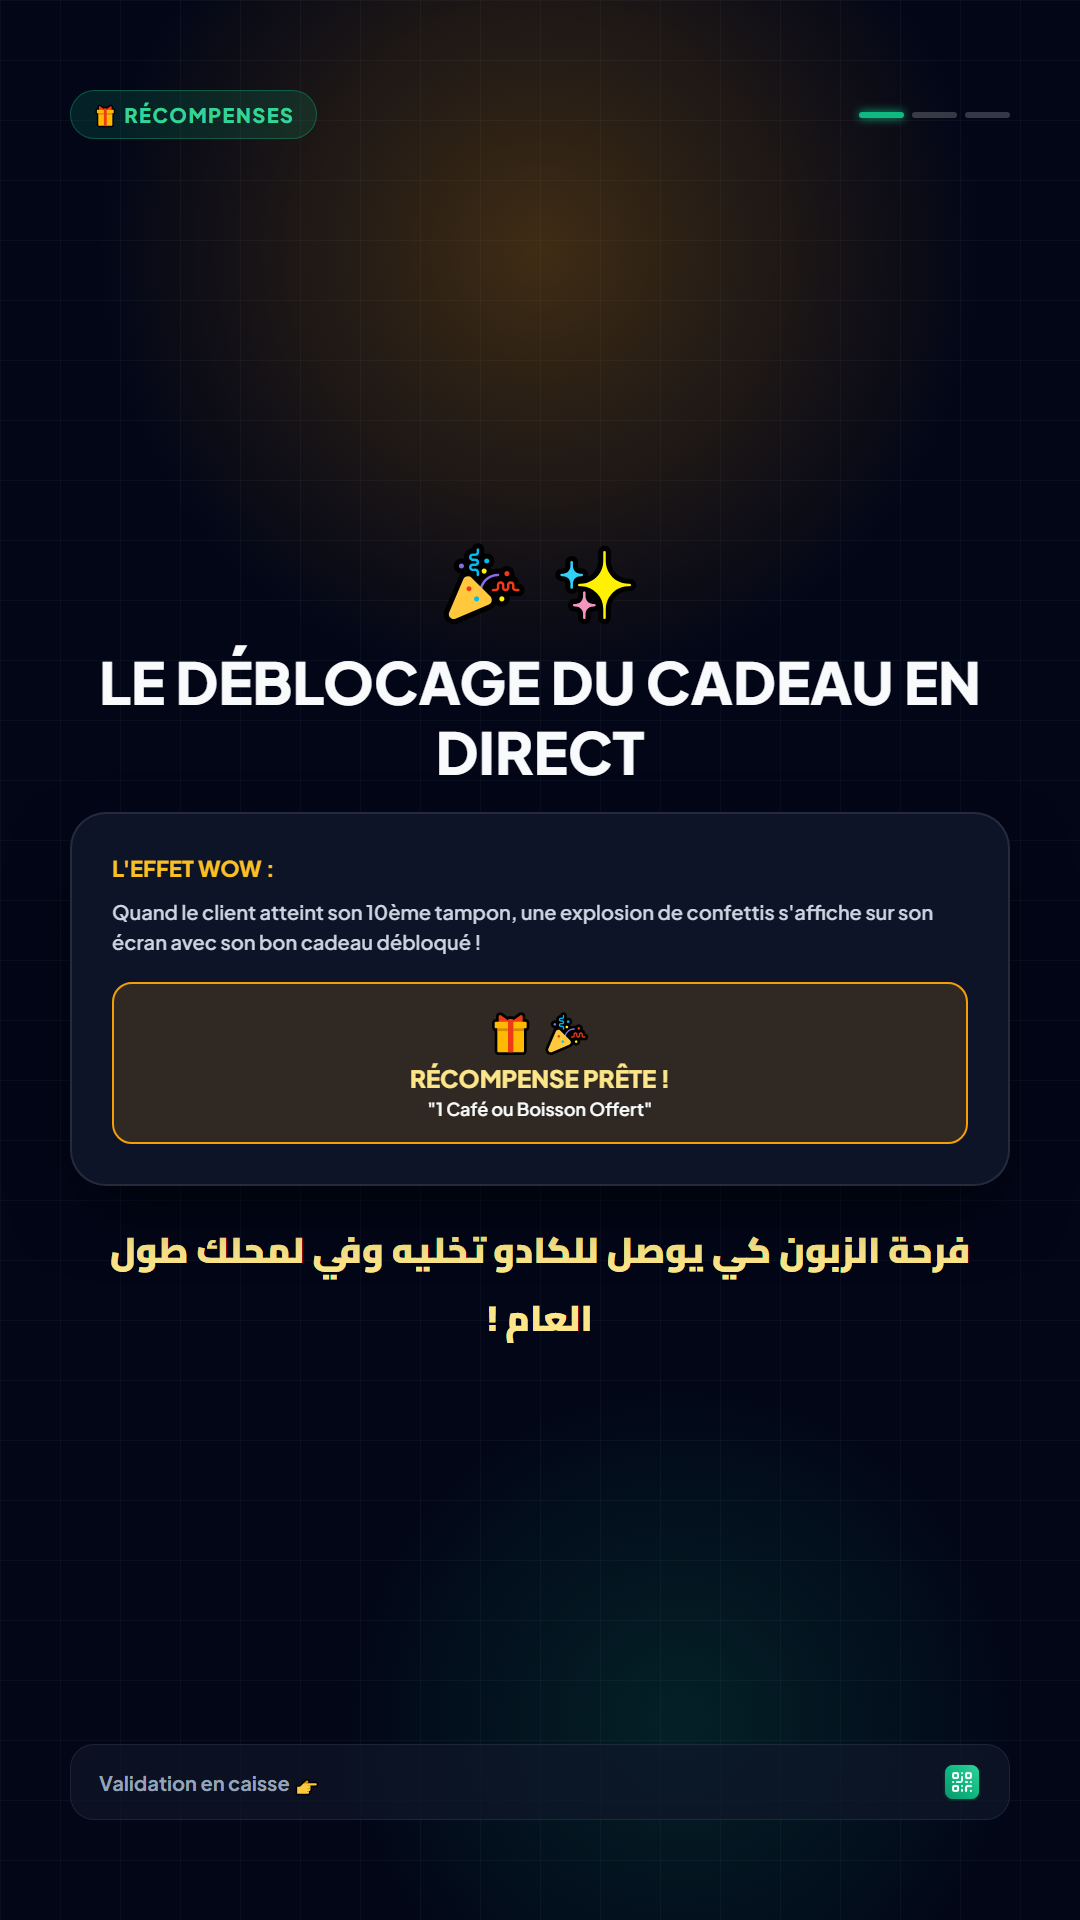 🎁 RÉCOMPENSES
LE DÉBLOCAGE DU CADEAU EN
DIRECT
L'EFFET WOW :
Quand le client atteint son 10ème tampon, une explosion de confettis s'affiche sur son
écran avec son bon cadeau débloqué !
RÉCOMPENSE PRÊTE !
"1 Café ou Boisson Offert"
فرحة الزبون كي يوصل للكادو تخليه وفي لمحلك طول
العام !
Validation en caisse 👉